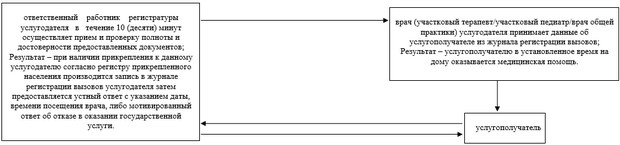 ответственный работник регистратуры
услугодателя в течение 10 (десяти) минут
осуществляет прием и проверку полноты и
достоверности предоставленных документов;
Результат – при наличии прикрепления к данному
услугодателю согласно регистру прикрепленного
населения производится запись в журнале
регистрации вызовов услугодателя затем
предоставляется устный ответ с указанием даты,
времени посещения врача, либо мотивированный
ответ об отказе в оказании государственной
услуги.
врач (участковый терапевт/участковый педиатр/врач общей
практики) услугодателя принимает данные об
услугополучателе из журнала регистрации вызовов;
Результат – услугополучателю в установленное время на
дому оказывается медицинская помощь.
услугополучатель